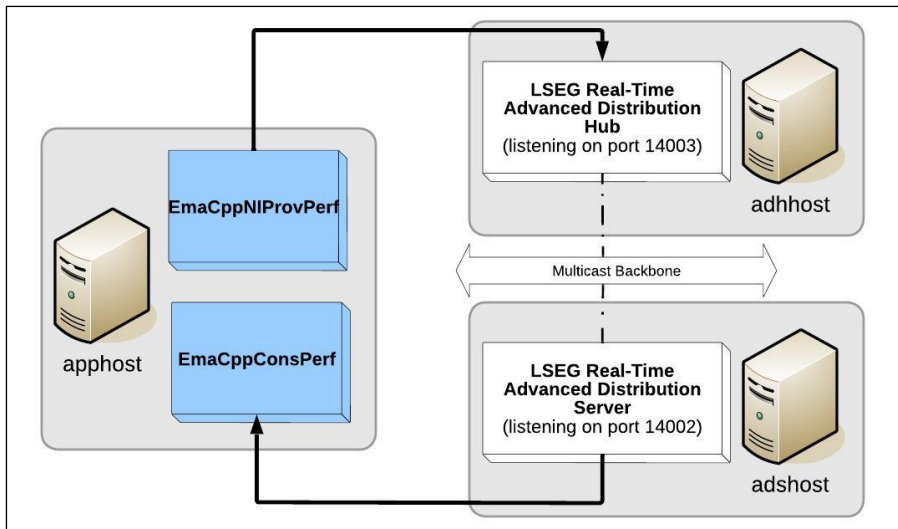 LSEG Real-Time
Advanced Distribution
Hub
(listening on port 14003)
adhhost
EmaCppNIProvPerf
Multicast Backbone
EmaCppConsPerf
apphost
LSEG Real-Time
Advanced Distribution
Server
(listening on port 14002)
adshost